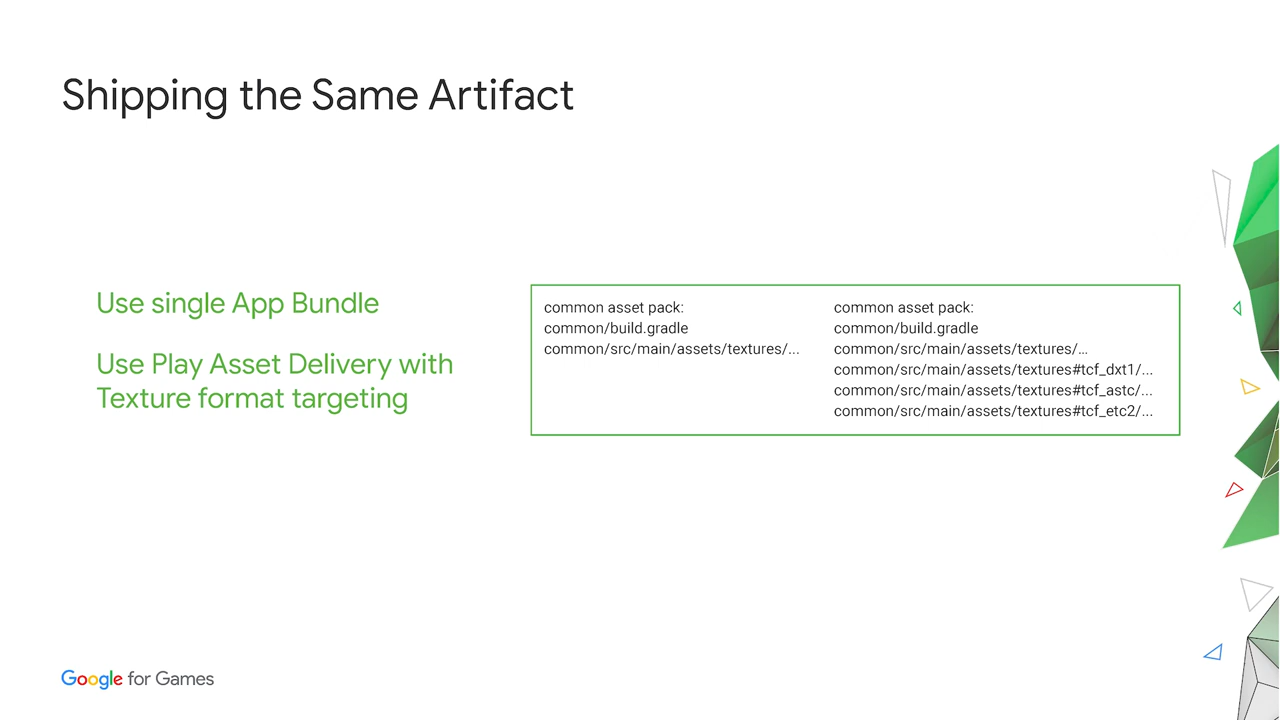 Shipping the Same Artifact
Use single App Bundle
Use Play Asset Delivery with
Texture format targeting
common asset pack:
common/build.gradle
common/src/main/assets/textures/...
common asset pack:
common/build.gradle
common/src/main/assets/textures/...
common/src/main/assets/textures#tcf_dxt1/...
common/src/main/assets/textures#tcf_astc/...
common/src/main/assets/textures#tcf_etc2/...
Google for Games